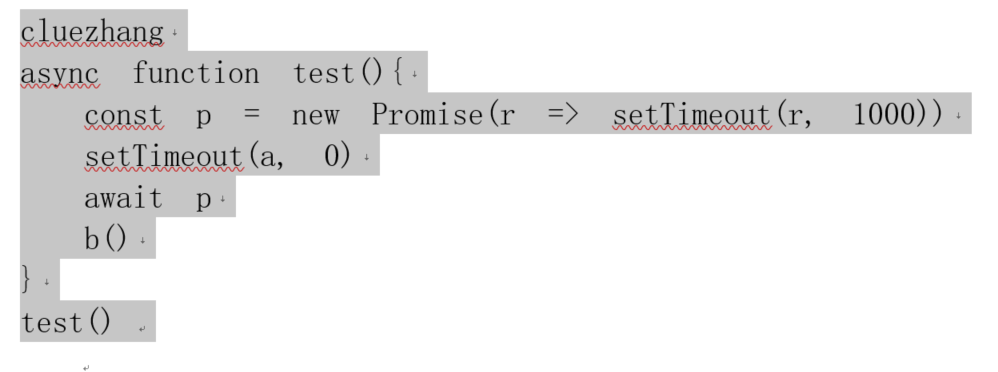 cluezhang
async function test(){
    const p = new Promise(r => setTimeout(r, 1000))
    setTimeout(a, 0)
    await p
    b()
}
test()